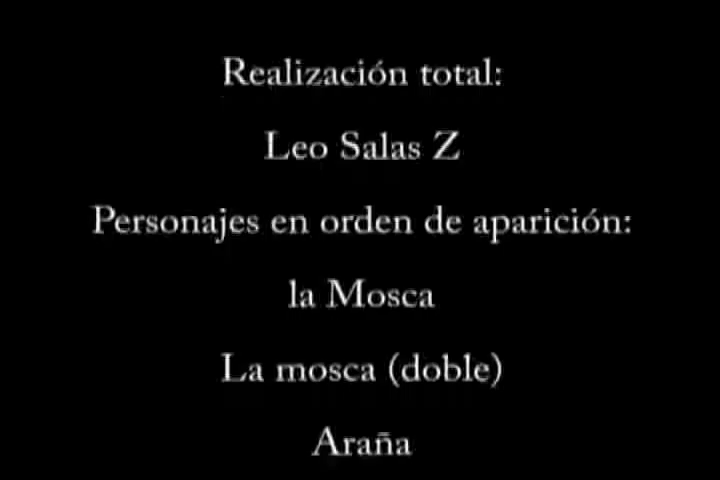 Realización total:
Leo Salas Z
Personajes en orden de aparición:
la Mosca
La mosca (doble)
Araña